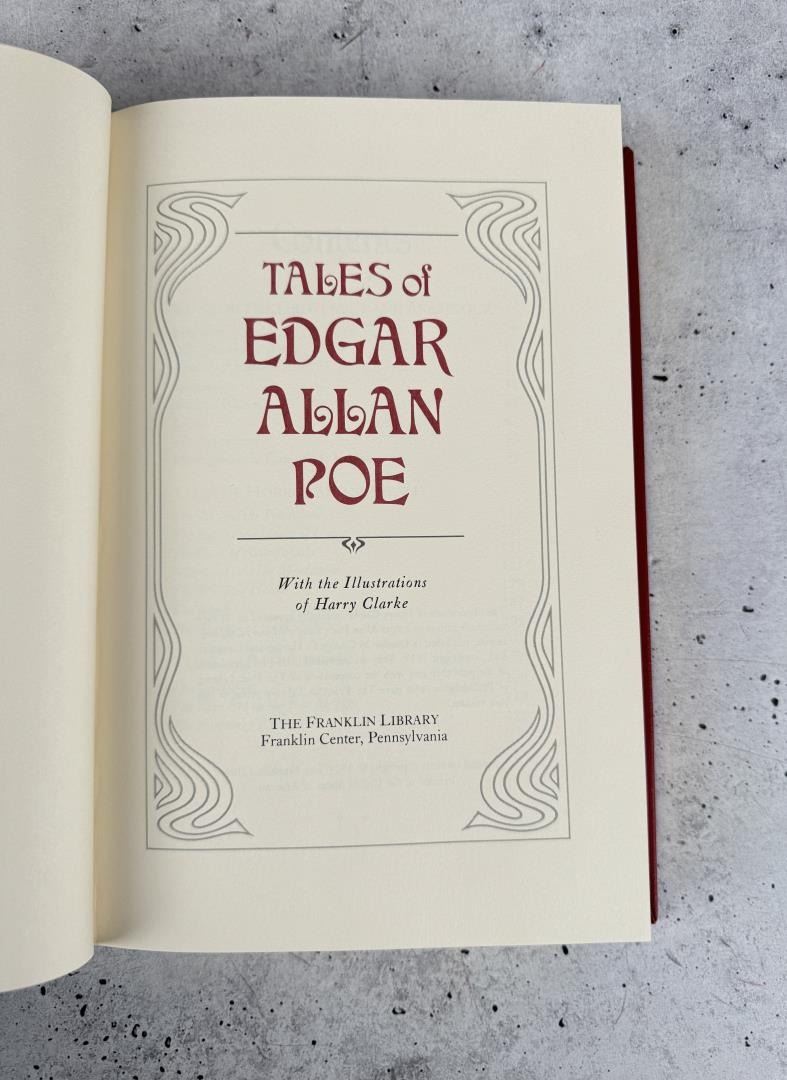 TALES of
EDGAR
ALLAN
POE
With the Illustrations
of Harry Clarke
THE FRANKLIN LIBRARY
Franklin Center, Pennsylvania